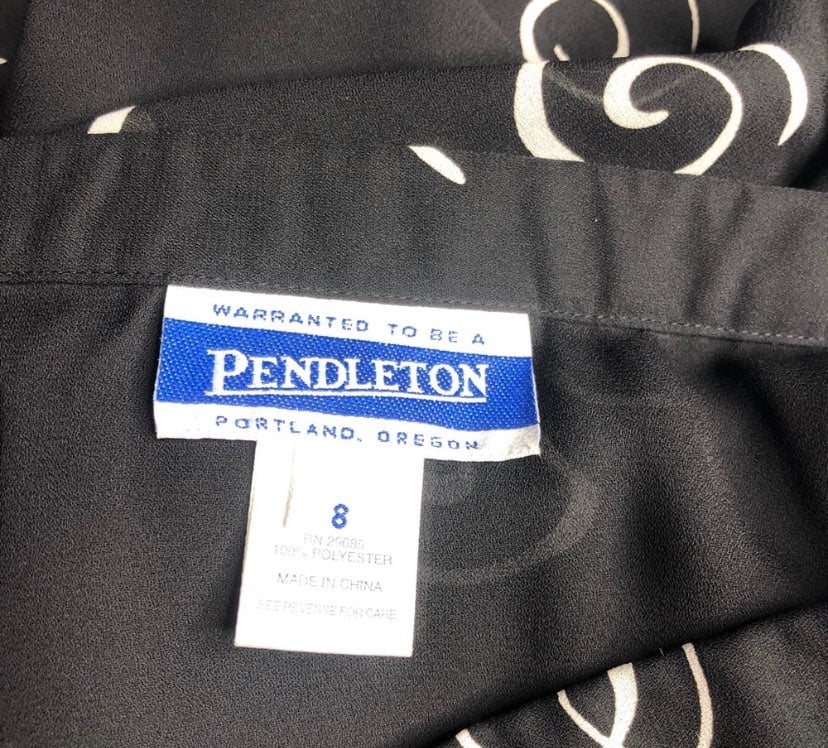 WARRANTED TO BE A
PENDLETON
PORTLAND, OREGON
8
RN 29685
100% POLYESTER
MADE IN CHINA
SEE REVERSE FOR CARE